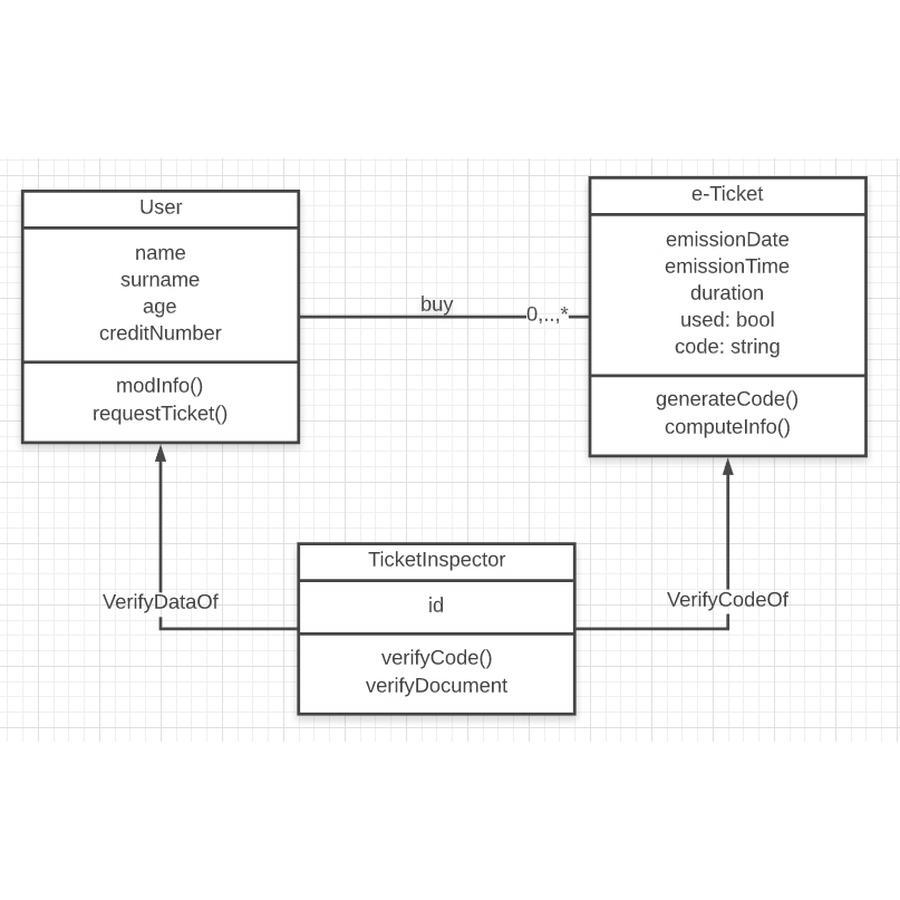 User
name
surname
age
creditNumber
modInfo()
requestTicket()
buy
0,..,*
e-Ticket
emissionDate
emissionTime
duration
used: bool
code: string
generateCode()
computeInfo()
VerifyDataOf
TicketInspector
id
verifyCode()
verifyDocument
VerifyCodeOf